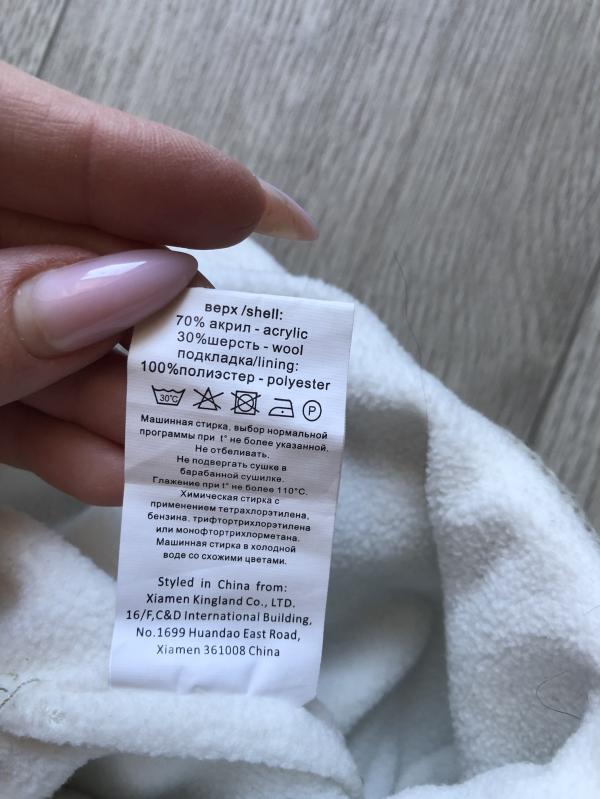 верх /shell:
70% акрил - acrylic
30%шерсть - wool
подкладка/lining:
100%полиэстер - polyester
30°C P
Машинная стирка, выбор нормальной
программы при t° не более указанной.
Не отбеливать.
Не подвергать сушке в
барабанной сушилке.
Глажение при t° не более 110°С.
Химическая стирка с
применением тетрахлорэтилена,
бензина, трифтортрихлорэтилена
или монофтортрихлорметана.
Машинная стирка в холодной
воде со схожими цветами.
Styled in China from:
Xiamen Kingland Co., LTD.
16/F,C&D International Building,
No.1699 Huandao East Road,
Xiamen 361008 China